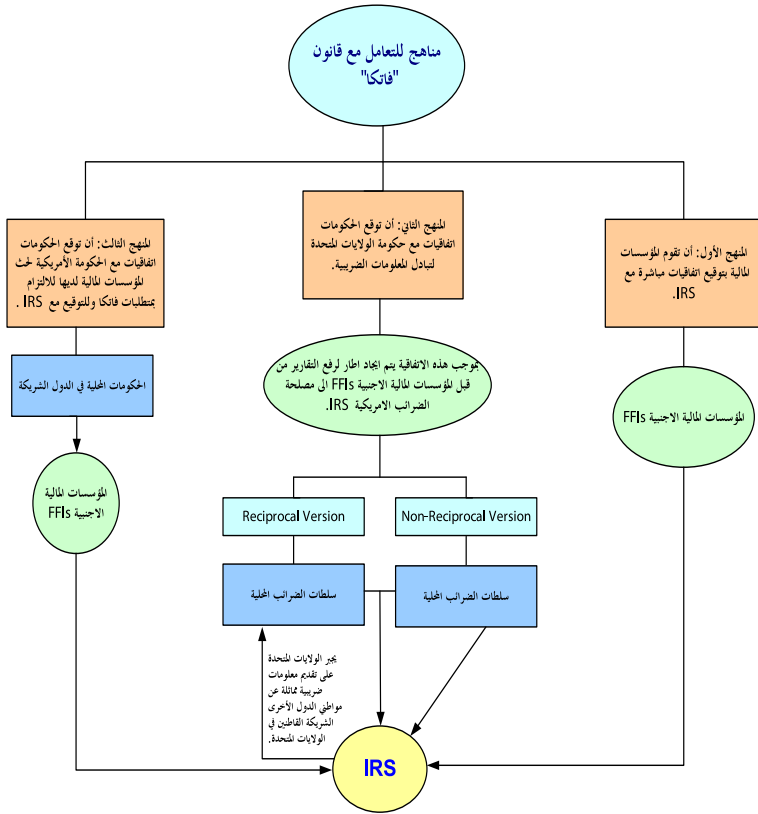 مناهج للتعامل مع قانون
"فاتكا"
المنهج الأول: أن تقوم المؤسسات
المالية بتوقيع اتفاقيات مباشرة مع
IRS.
المنهج الثاني: أن توقع الحكومات
اتفاقيات مع حكومة الولايات المتحدة
لتبادل المعلومات الضريبية.
المنهج الثالث: أن توقع الحكومات
اتفاقيات مع الحكومة الأمريكية لحث
المؤسسات المالية لديها للالتزام
بمتطلبات فاتكا وللتوقيع مع IRS .
المؤسسات المالية الاجنبية FFIs
بموجب هذه الاتفاقية يتم ايجاد اطار لرفع التقارير من
قبل المؤسسات المالية الاجنبية FFIs الى مصلحة
الضرائب الامريكية IRS.
الحكومات المحلية في الدول الشريكة
المؤسسات المالية
الاجنبية FFIs
Non-Reciprocal Version
Reciprocal Version
سلطات الضرائب المحلية
سلطات الضرائب المحلية
يجبر الولايات المتحدة
على تقديم معلومات
ضريبية مماثلة عن
مواطني الدول الأخرى
الشريكة القاطنين في
الولايات المتحدة.
IRS